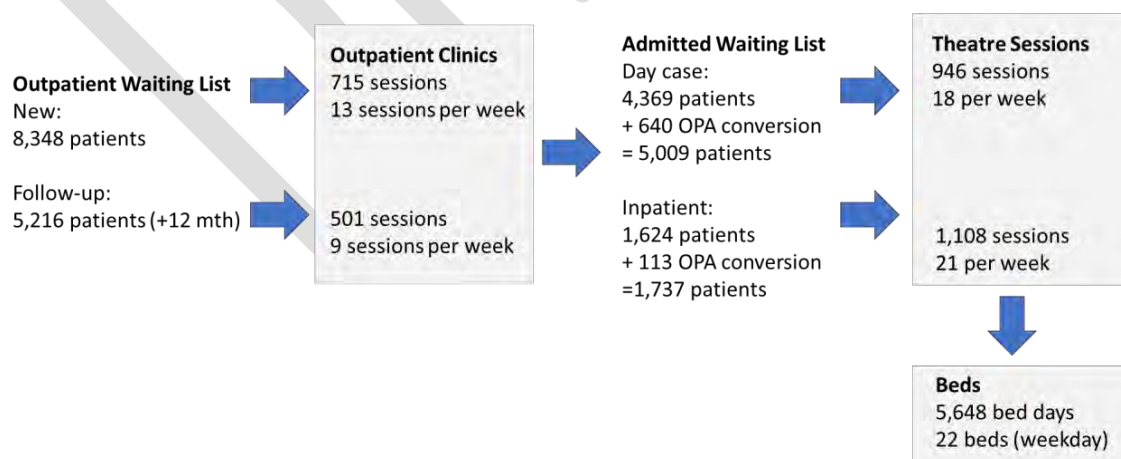 Outpatient Waiting List
New:
8,348 patients
Follow-up:
5,216 patients (+12 mth)
Outpatient Clinics
715 sessions
13 sessions per week
501 sessions
9 sessions per week
Admitted Waiting List
Day case:
4,369 patients
+ 640 OPA conversion
= 5,009 patients
Inpatient:
1,624 patients
+ 113 OPA conversion
=1,737 patients
Theatre Sessions
946 sessions
18 per week
1,108 sessions
21 per week
Beds
5,648 bed days
22 beds (weekday)